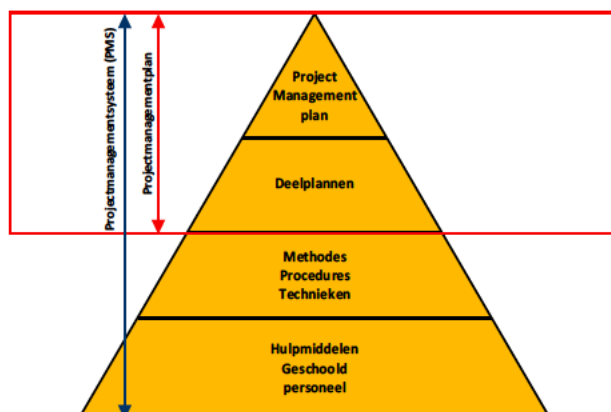 Projectmanagementsysteem (PMS)
Projectmanagementplan
Project
Management
plan
Deelplannen
Methodes
Procedures
Technieken
Hulpmiddelen
Geschoold
personeel